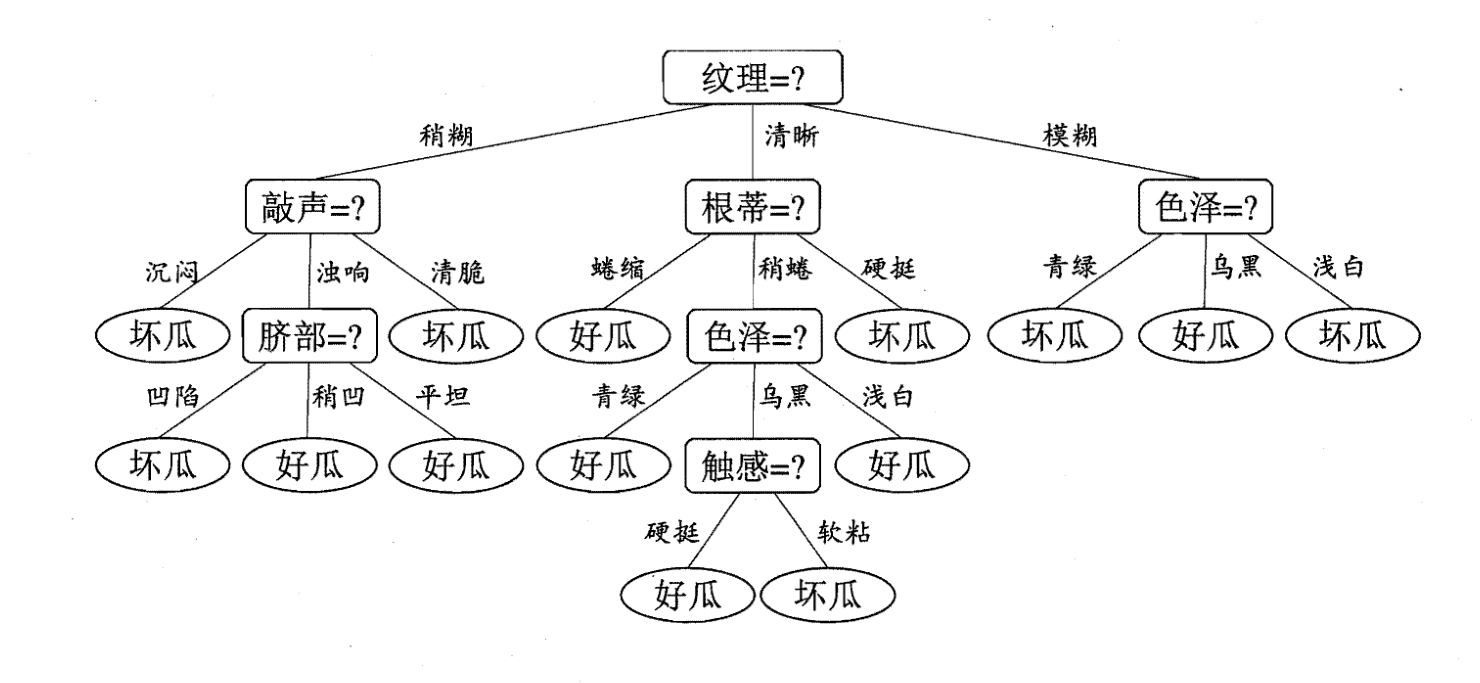 纹理=?
稍糊 清晰 模糊
敲声=? 根蒂=? 色泽=?
沉闷 浊响 清脆 蜷缩 稍蜷 硬挺 青绿 乌黑 浅白
坏瓜 脐部=? 坏瓜 好瓜 色泽=? 坏瓜 坏瓜 好瓜 坏瓜
凹陷 稍凹 平坦 青绿 乌黑 浅白
坏瓜 好瓜 好瓜 好瓜 触感=? 好瓜
硬挺 软粘
好瓜 坏瓜